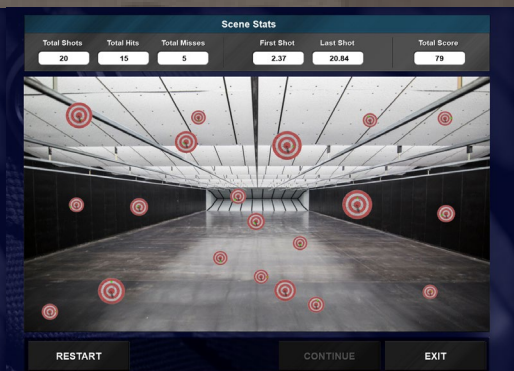 Scene Stats
Total Shots Total Hits Total Misses First Shot Last Shot Total Score
20 15 5 2.37 20.84 79
RESTART CONTINUE EXIT